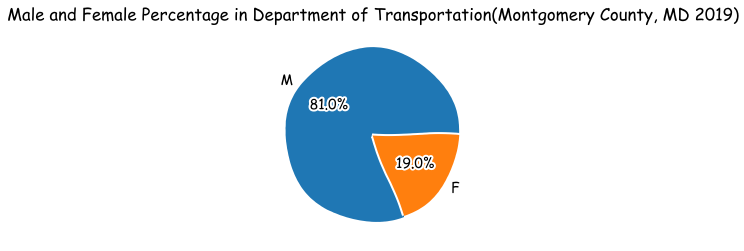 Male and Female Percentage in Department of Transportation(Montgomery County, MD 2019)
M
81.0%
19.0%
F